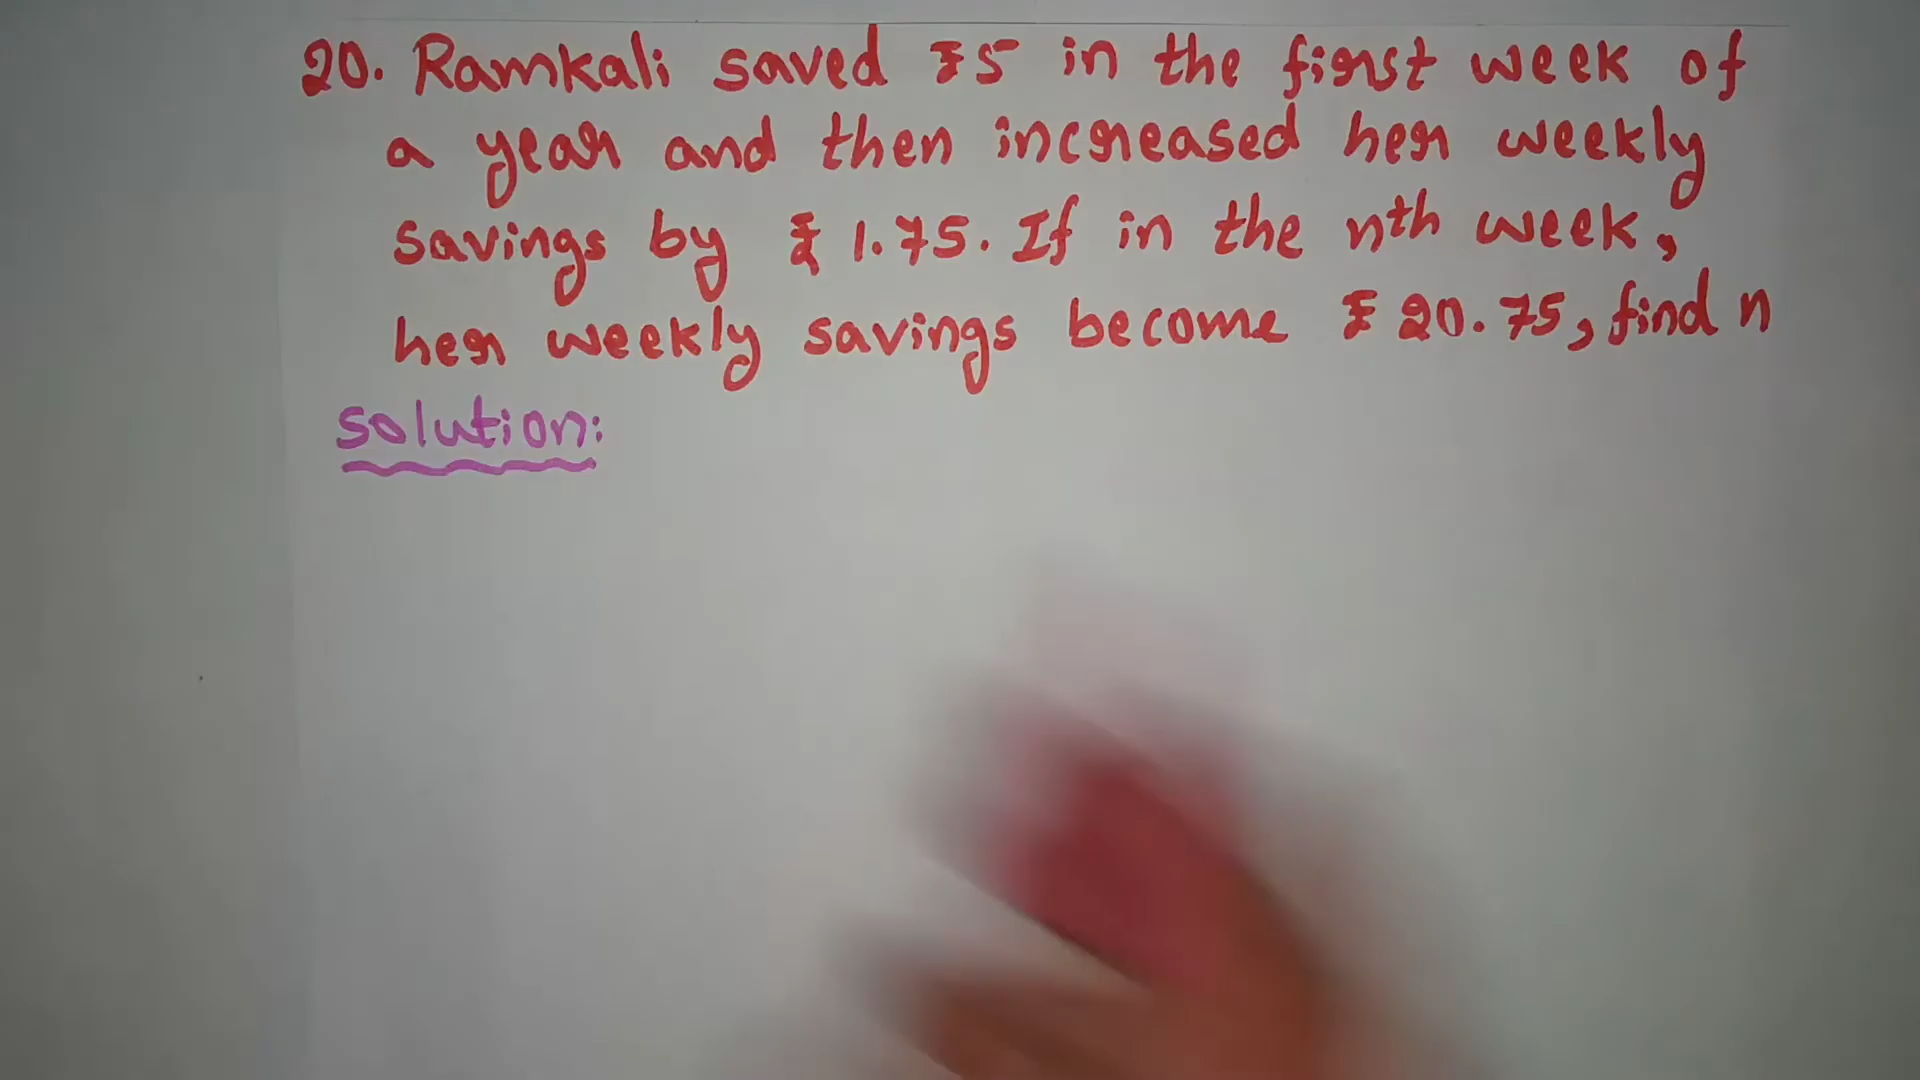 20. Ramkali saved ₹5 in the first week of
a year and then increased her weekly
savings by ₹ 1.75. If in the nth week,
her weekly savings become ₹ 20.75, find n
Solution: